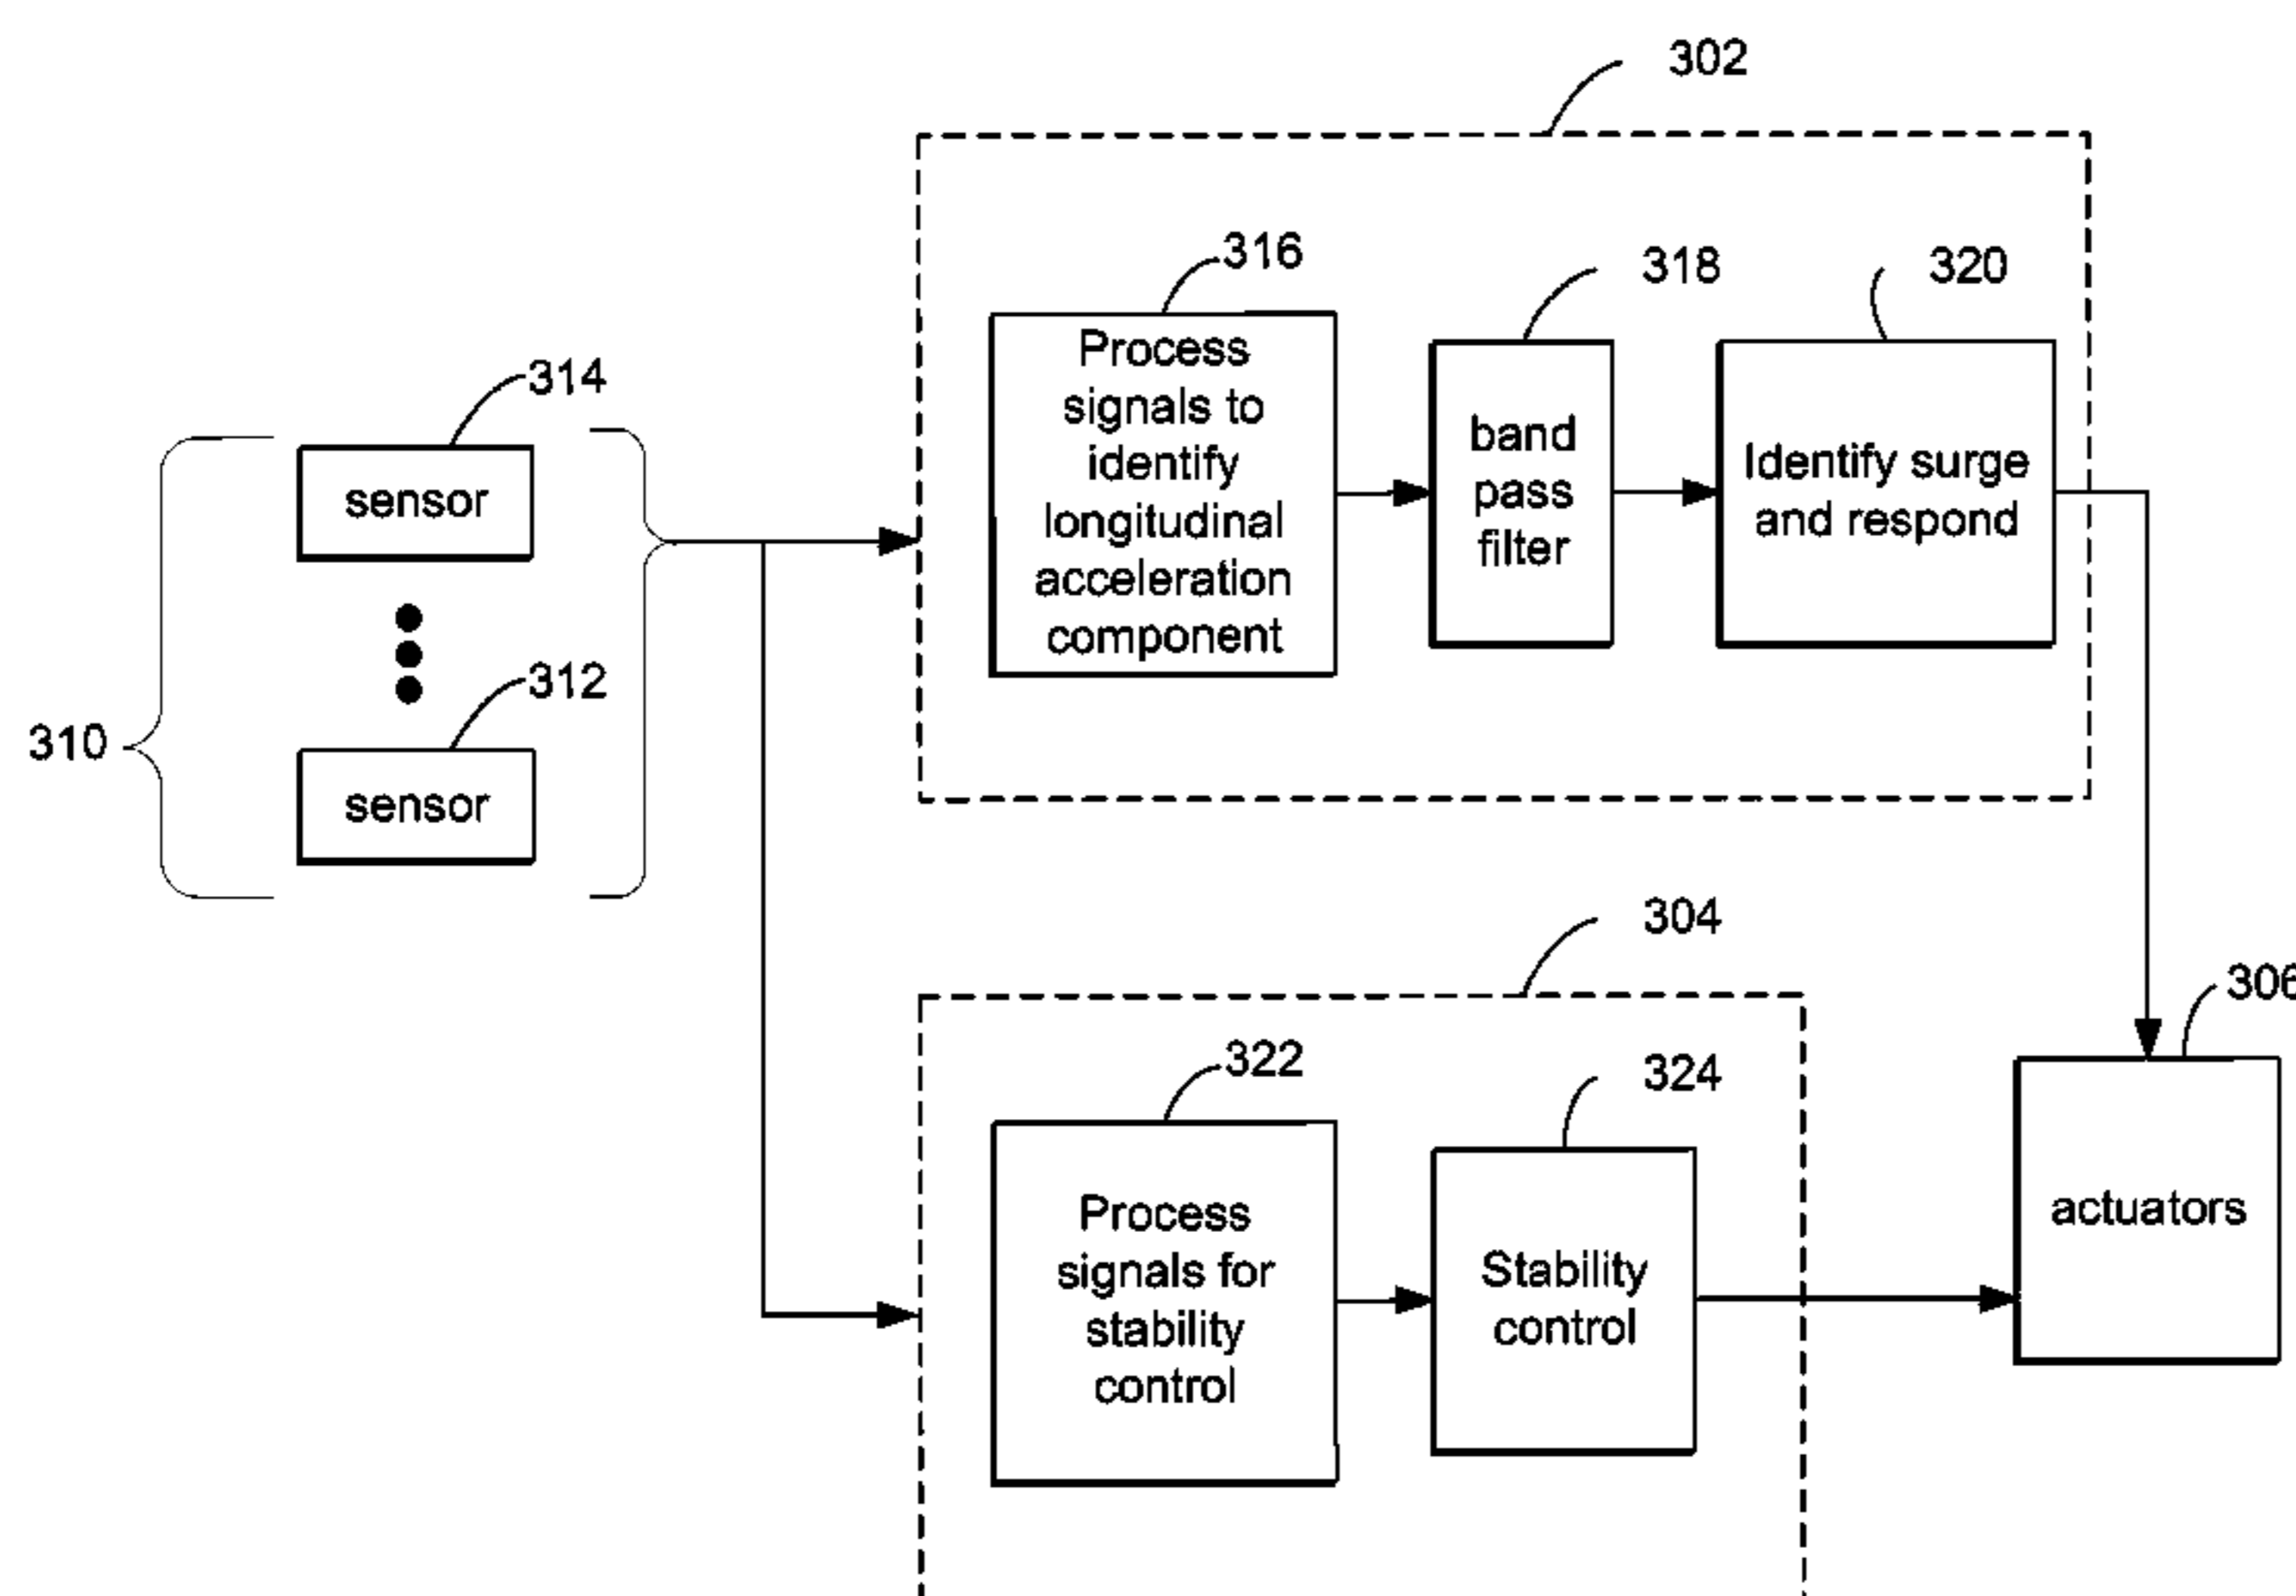 302
316
318
320
Process
signals to
identify
longitudinal
acceleration
component
band
pass
filter
Identify surge
and respond
314
sensor
312
sensor
310
304
306
322
324
Process
signals for
stability
control
Stability
control
actuators